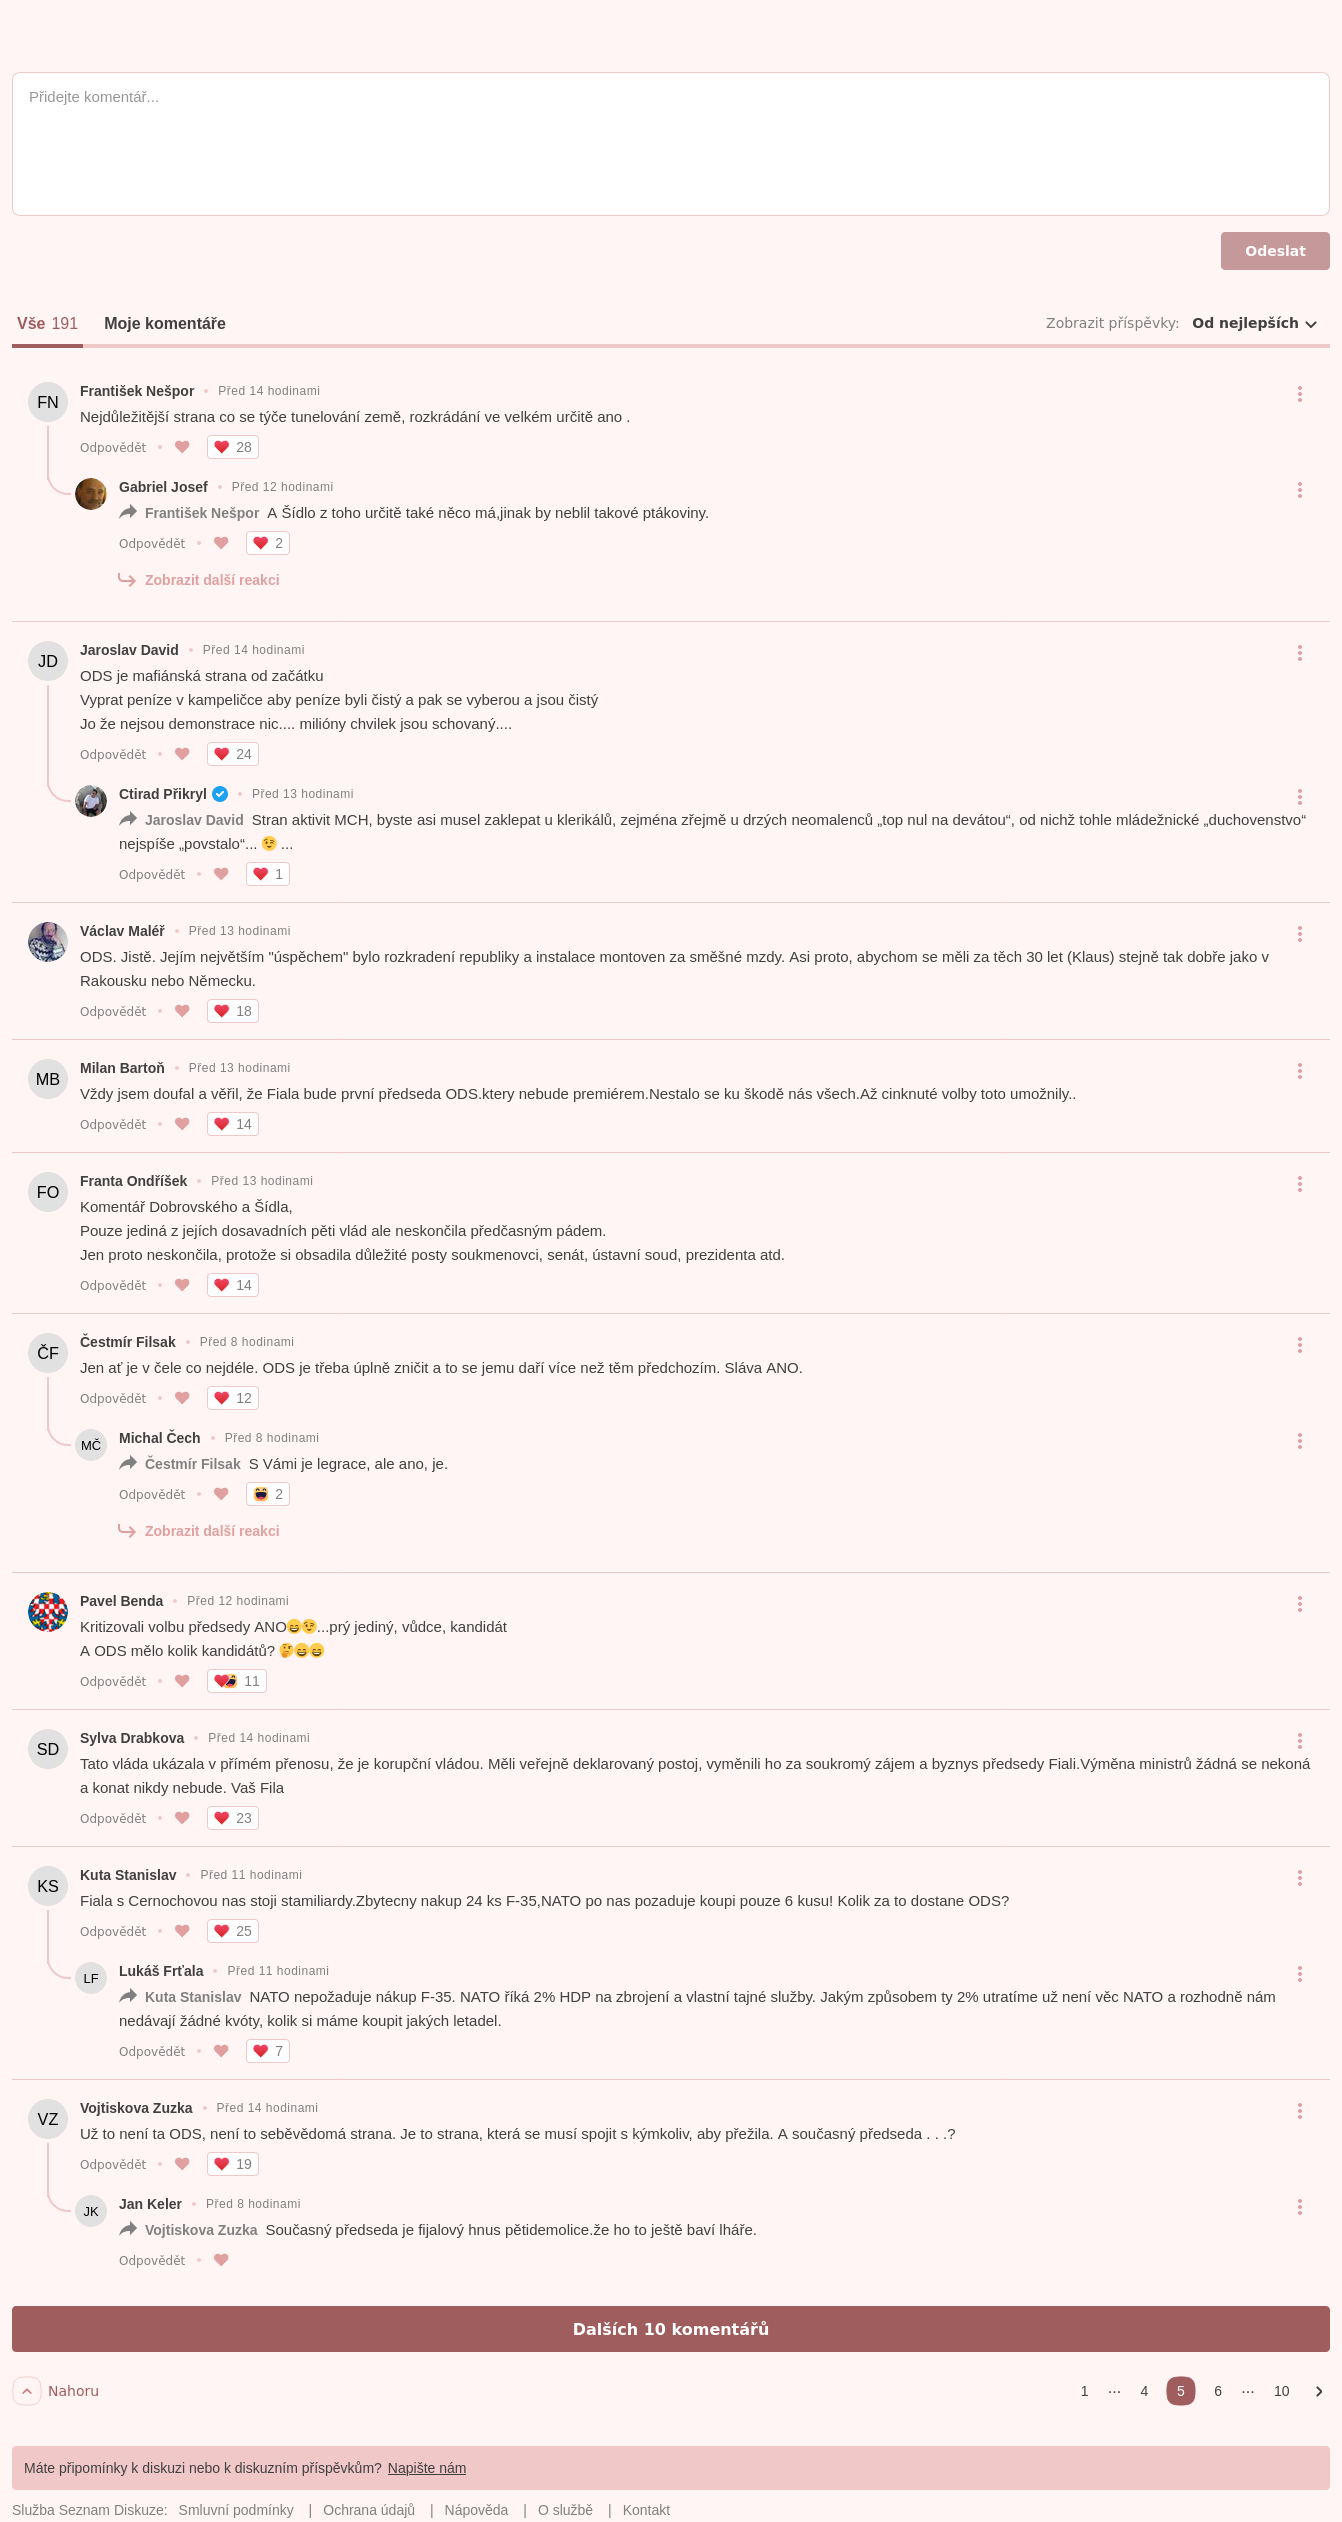 Přidejte komentář...
Odeslat
Vše 191 Moje komentáře Zobrazit příspěvky: Od nejlepších
FN František Nešpor • Před 14 hodinami
Nejdůležitější strana co se týče tunelování země, rozkrádání ve velkém určitě ano .
Odpovědět • 28
Gabriel Josef • Před 12 hodinami
František Nešpor A Šídlo z toho určitě také něco má,jinak by neblil takové ptákoviny.
Odpovědět • 2
Zobrazit další reakci
JD Jaroslav David • Před 14 hodinami
ODS je mafiánská strana od začátku
Vyprat peníze v kampeličce aby peníze byli čistý a pak se vyberou a jsou čistý
Jo že nejsou demonstrace nic.... milióny chvilek jsou schovaný....
Odpovědět • 24
Ctirad Přikryl • Před 13 hodinami
Jaroslav David Stran aktivit MCH, byste asi musel zaklepat u klerikálů, zejména zřejmě u drzých neomalenců „top nul na devátou“, od nichž tohle mládežnické „duchovenstvo“
nejspíše „povstalo“... 😉 ...
Odpovědět • 1
Václav Maléř • Před 13 hodinami
ODS. Jistě. Jejím největším "úspěchem" bylo rozkradení republiky a instalace montoven za směšné mzdy. Asi proto, abychom se měli za těch 30 let (Klaus) stejně tak dobře jako v
Rakousku nebo Německu.
Odpovědět • 18
MB Milan Bartoň • Před 13 hodinami
Vždy jsem doufal a věřil, že Fiala bude první předseda ODS.ktery nebude premiérem.Nestalo se ku škodě nás všech.Až cinknuté volby toto umožnily..
Odpovědět • 14
FO Franta Ondříšek • Před 13 hodinami
Komentář Dobrovského a Šídla,
Pouze jediná z jejích dosavadních pěti vlád ale neskončila předčasným pádem.
Jen proto neskončila, protože si obsadila důležité posty soukmenovci, senát, ústavní soud, prezidenta atd.
Odpovědět • 14
ČF Čestmír Filsak • Před 8 hodinami
Jen ať je v čele co nejdéle. ODS je třeba úplně zničit a to se jemu daří více než těm předchozím. Sláva ANO.
Odpovědět • 12
MČ Michal Čech • Před 8 hodinami
Čestmír Filsak S Vámi je legrace, ale ano, je.
Odpovědět • 2
Zobrazit další reakci
Pavel Benda • Před 12 hodinami
Kritizovali volbu předsedy ANO😄😉...prý jediný, vůdce, kandidát
A ODS mělo kolik kandidátů? 🤔😄😄
Odpovědět • 11
SD Sylva Drabkova • Před 14 hodinami
Tato vláda ukázala v přímém přenosu, že je korupční vládou. Měli veřejně deklarovaný postoj, vyměnili ho za soukromý zájem a byznys předsedy Fiali.Výměna ministrů žádná se nekoná
a konat nikdy nebude. Vaš Fila
Odpovědět • 23
KS Kuta Stanislav • Před 11 hodinami
Fiala s Cernochovou nas stoji stamiliardy.Zbytecny nakup 24 ks F-35,NATO po nas pozaduje koupi pouze 6 kusu! Kolik za to dostane ODS?
Odpovědět • 25
LF Lukáš Frťala • Před 11 hodinami
Kuta Stanislav NATO nepožaduje nákup F-35. NATO říká 2% HDP na zbrojení a vlastní tajné služby. Jakým způsobem ty 2% utratíme už není věc NATO a rozhodně nám
nedávají žádné kvóty, kolik si máme koupit jakých letadel.
Odpovědět • 7
VZ Vojtiskova Zuzka • Před 14 hodinami
Už to není ta ODS, není to seběvědomá strana. Je to strana, která se musí spojit s kýmkoliv, aby přežila. A současný předseda . . .?
Odpovědět • 19
JK Jan Keler • Před 8 hodinami
Vojtiskova Zuzka Současný předseda je fijalový hnus pětidemolice.že ho to ještě baví lháře.
Odpovědět •
Dalších 10 komentářů
Nahoru 1 ··· 4 5 6 ··· 10
Máte připomínky k diskuzi nebo k diskuzním příspěvkům? Napište nám
Služba Seznam Diskuze: Smluvní podmínky | Ochrana údajů | Nápověda | O službě | Kontakt